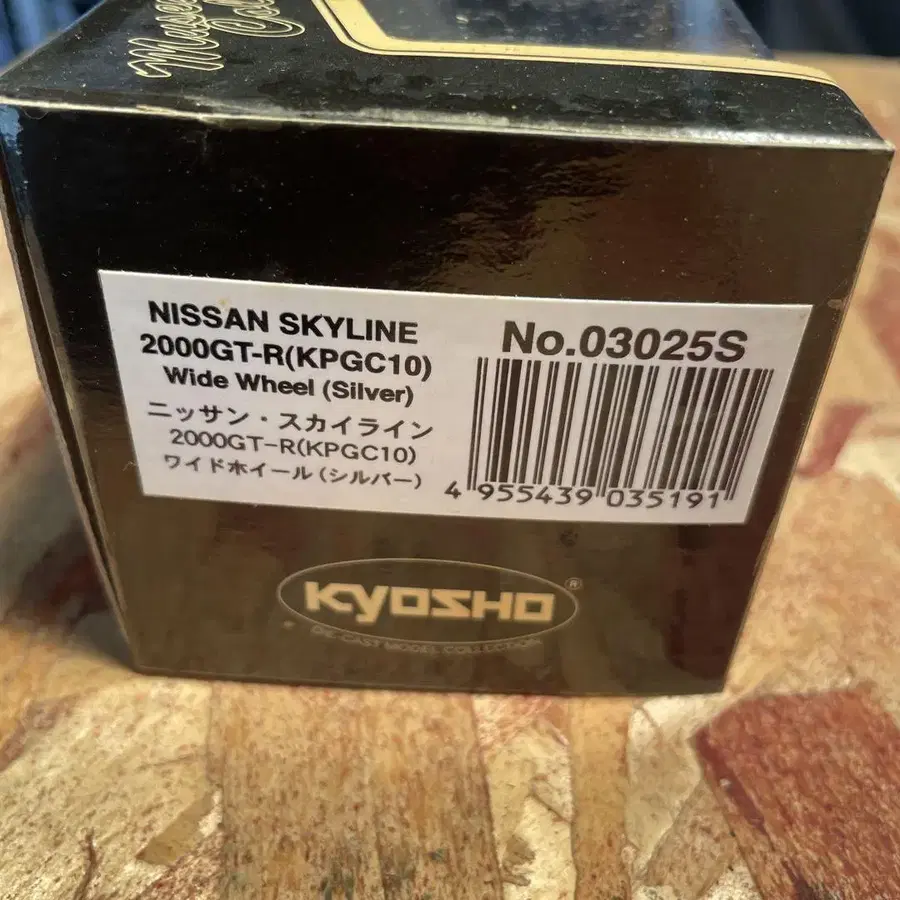 NISSAN SKYLINE
2000GT-R(KPGC10)
Wide Wheel (Silver)
ニッサン・スカイライン
2000GT-R(KPGC10)
ワイドホイール(シルバー)
No.03025S
4 955439 035191
KYOSHO®
DIE-CAST MODEL COLLECTION